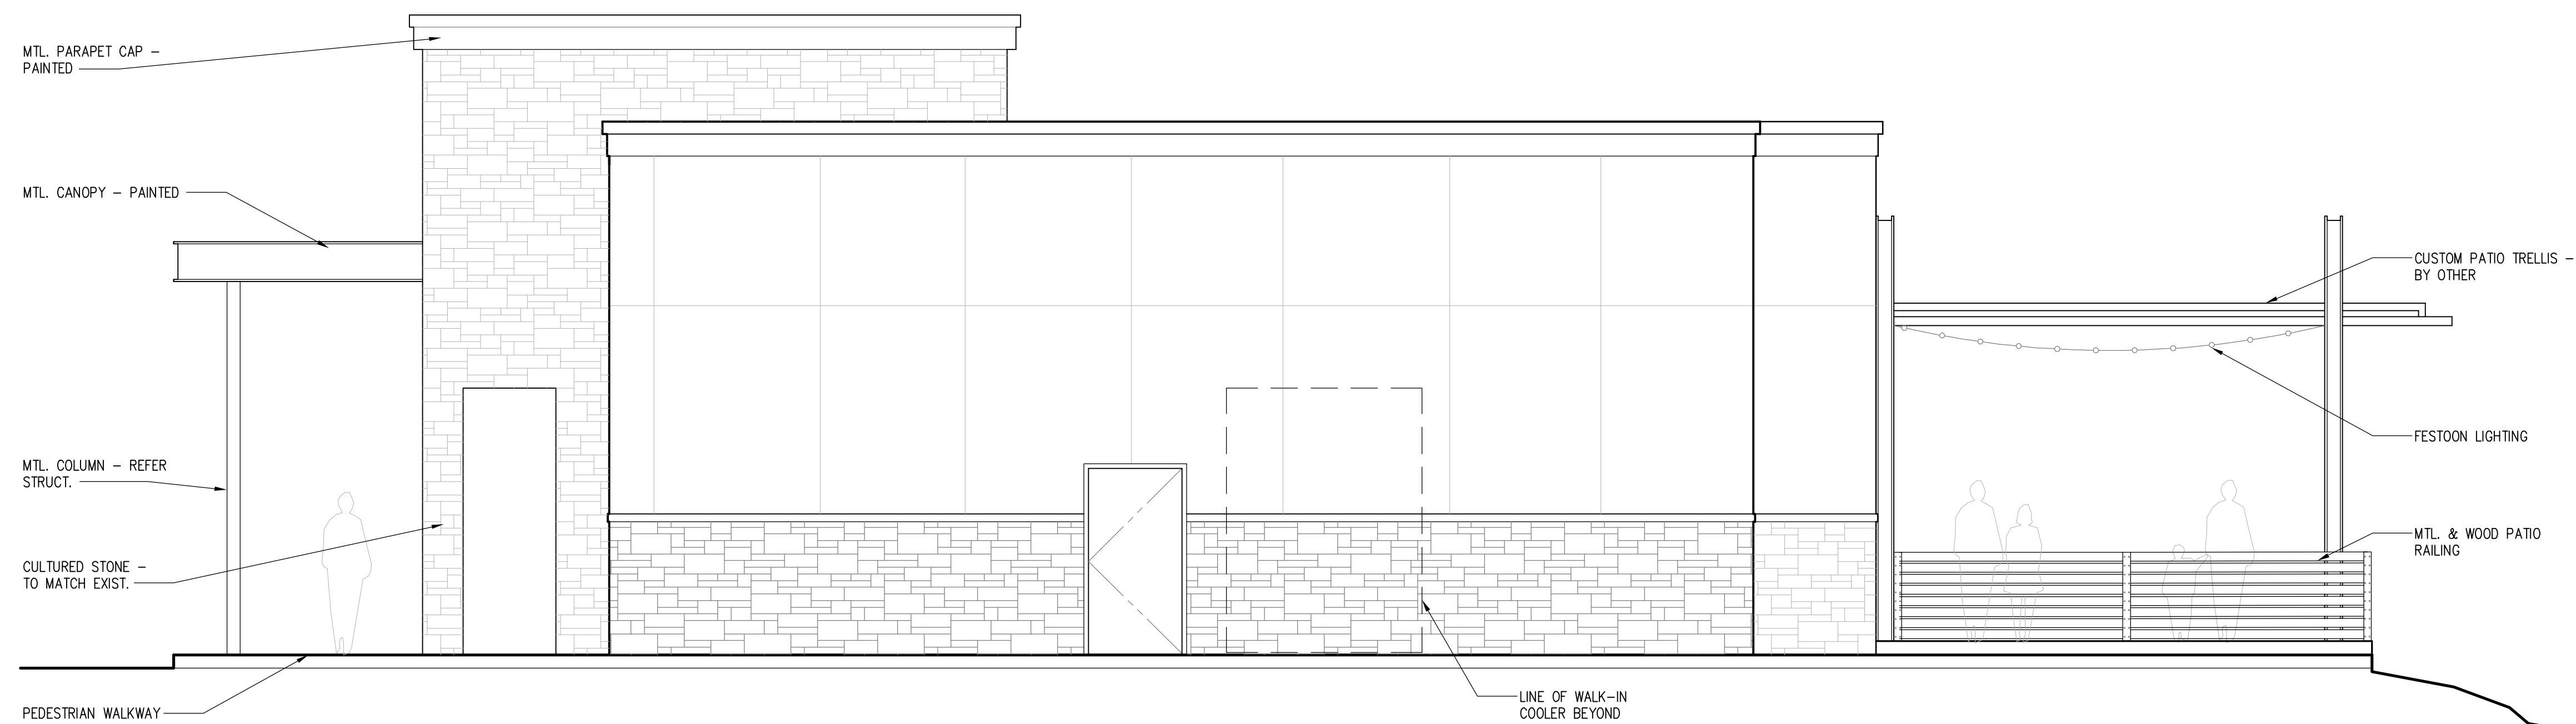 MTL. PARAPET CAP –
PAINTED
MTL. CANOPY – PAINTED
MTL. COLUMN – REFER
STRUCT.
CULTURED STONE –
TO MATCH EXIST.
PEDESTRIAN WALKWAY
LINE OF WALK–IN
COOLER BEYOND
CUSTOM PATIO TRELLIS –
BY OTHER
FESTOON LIGHTING
MTL. & WOOD PATIO
RAILING